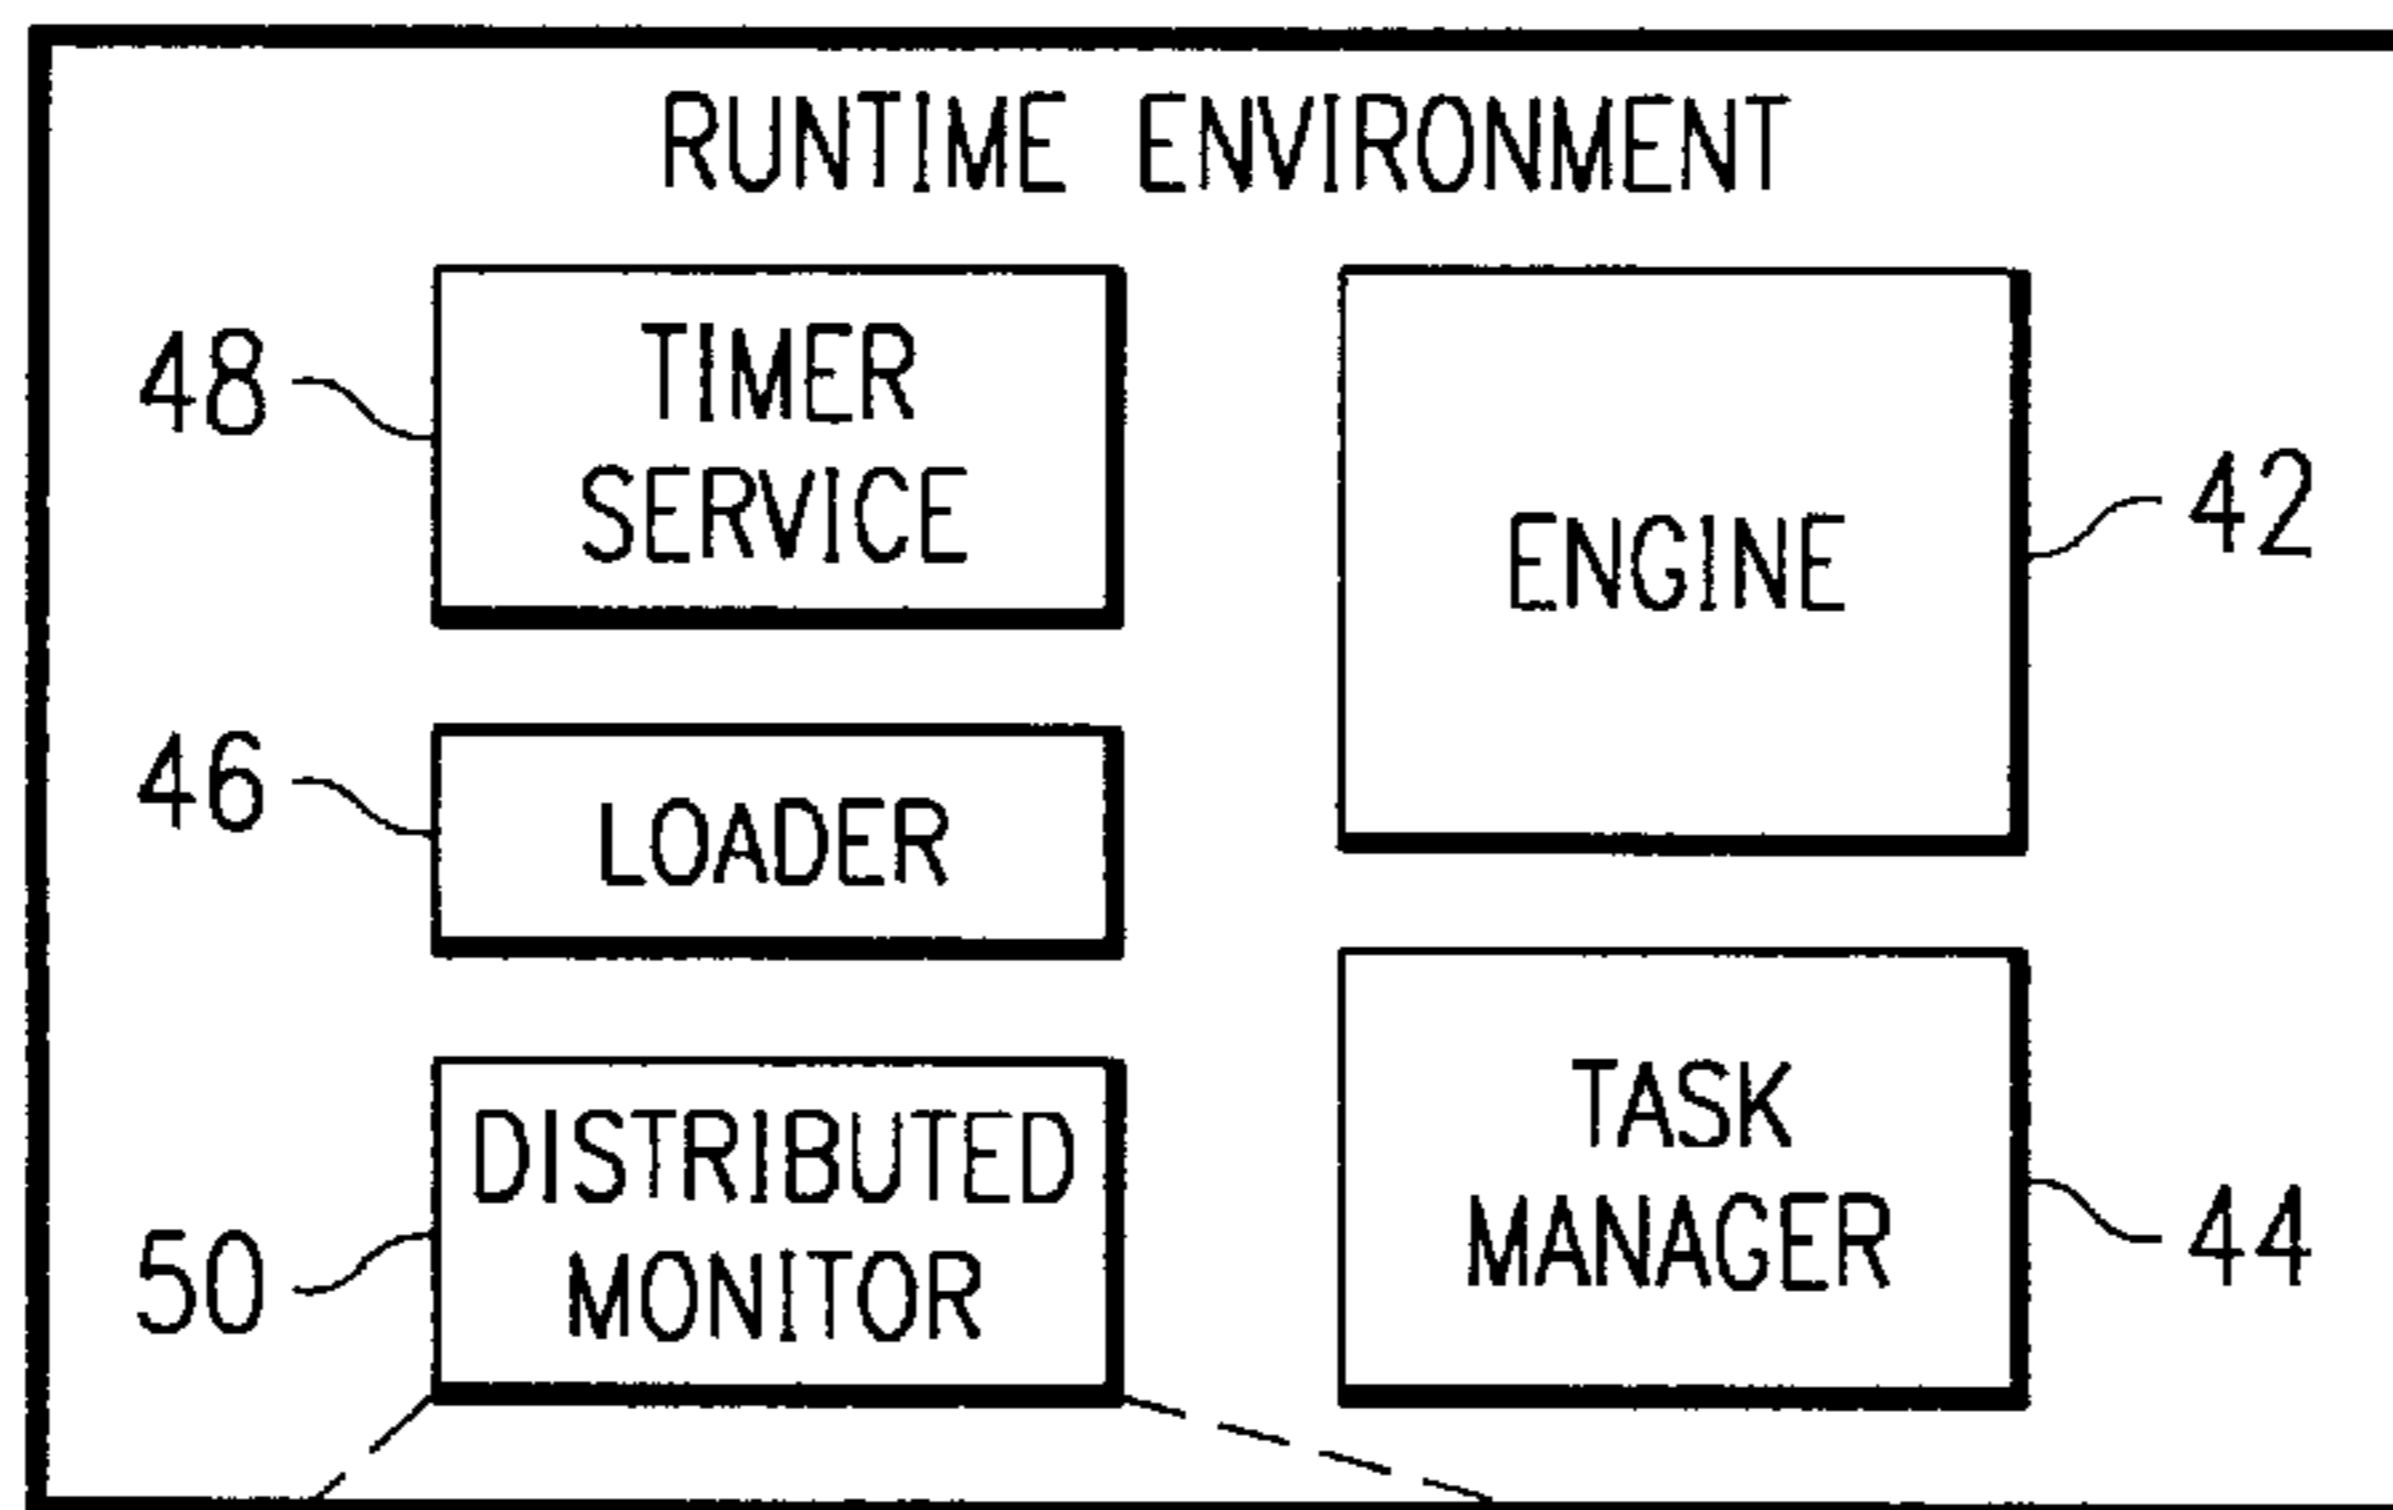 RUNTIME ENVIRONMENT
48
TIMER
SERVICE
ENGINE
42
46
LOADER
50
DISTRIBUTED
MONITOR
TASK
MANAGER
44